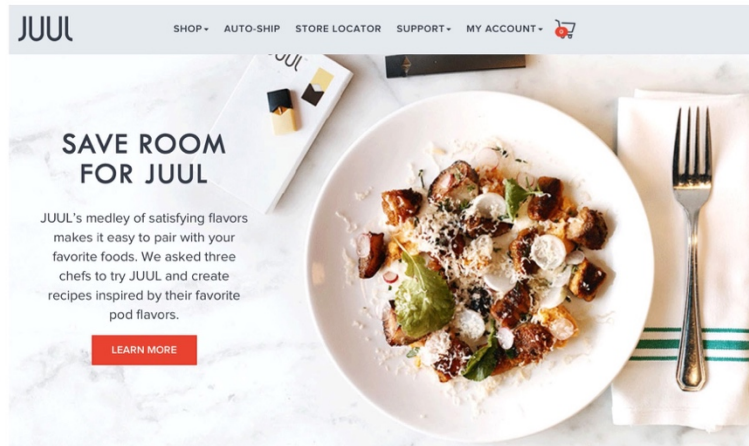 JUUL
SHOP AUTO-SHIP STORE LOCATOR SUPPORT MY ACCOUNT 0
JUUL
SAVE ROOM
FOR JUUL
JUUL's medley of satisfying flavors
makes it easy to pair with your
favorite foods. We asked three
chefs to try JUUL and create
recipes inspired by their favorite
pod flavors.
LEARN MORE